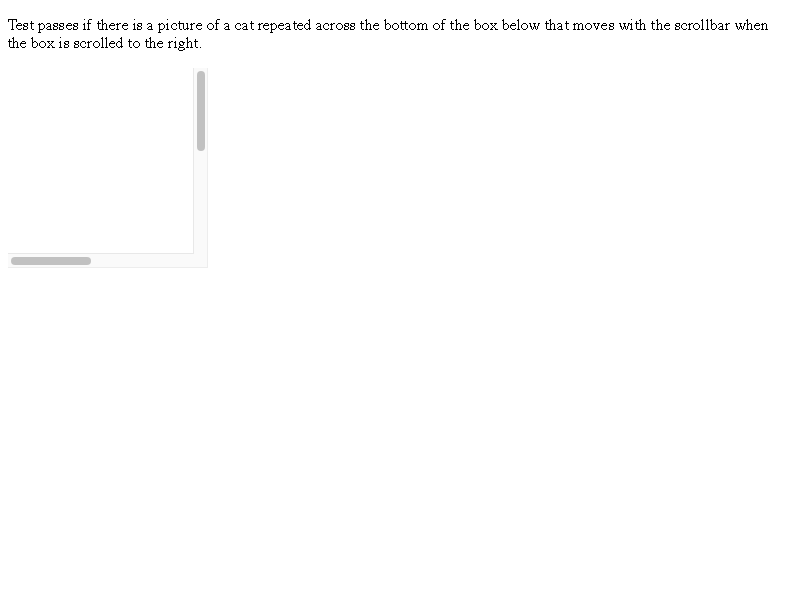 Test passes if there is a picture of a cat repeated across the bottom of the box below that moves with the scrollbar when
the box is scrolled to the right.